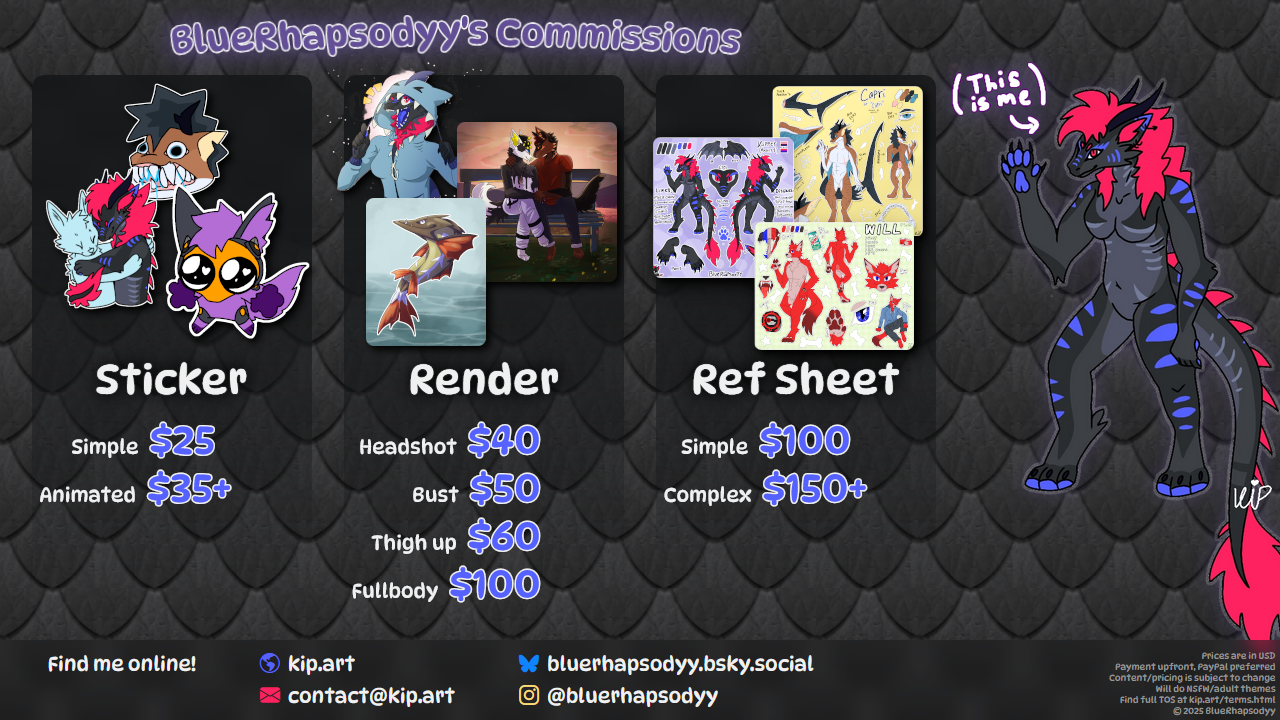 BlueRhapsodyy's Commissions
(This is me)
Capri
WILL
Sticker
Simple $25
Animated $35+
Render
Headshot $40
Bust $50
Thigh up $60
Fullbody $100
Ref Sheet
Simple $100
Complex $150+
Kip
Find me online!
kip.art
contact@kip.art
bluerhapsodyy.bsky.social
@bluerhapsodyy
Prices are in USD
Payment upfront, PayPal preferred
Content/pricing is subject to change
Will do NSFW/adult themes
Find full TOS at kip.art/terms.html
© 2025 BlueRhapsodyy